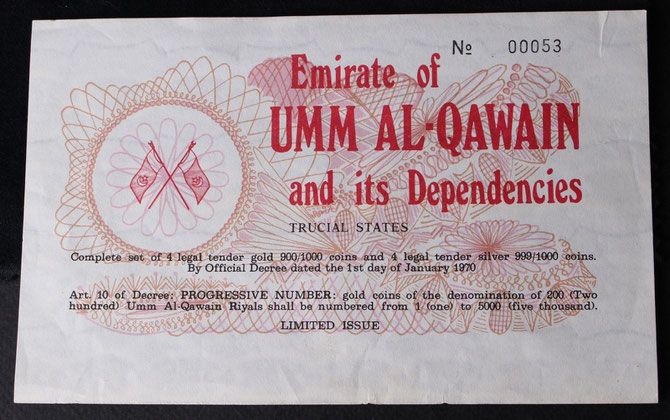 Nº 00053
Emirate of
UMM AL-QAWAIN
and its Dependencies
TRUCIAL STATES
Complete set of 4 legal tender gold 900/1000 coins and 4 legal tender silver 999/1000 coins.
By Official Decree dated the 1st day of January 1970
Art. 10 of Decree: PROGRESSIVE NUMBER: gold coins of the denomination of 200 (Two
hundred) Umm Al-Qawain Riyals shall be numbered from 1 (one) to 5000 (five thousand).
LIMITED ISSUE